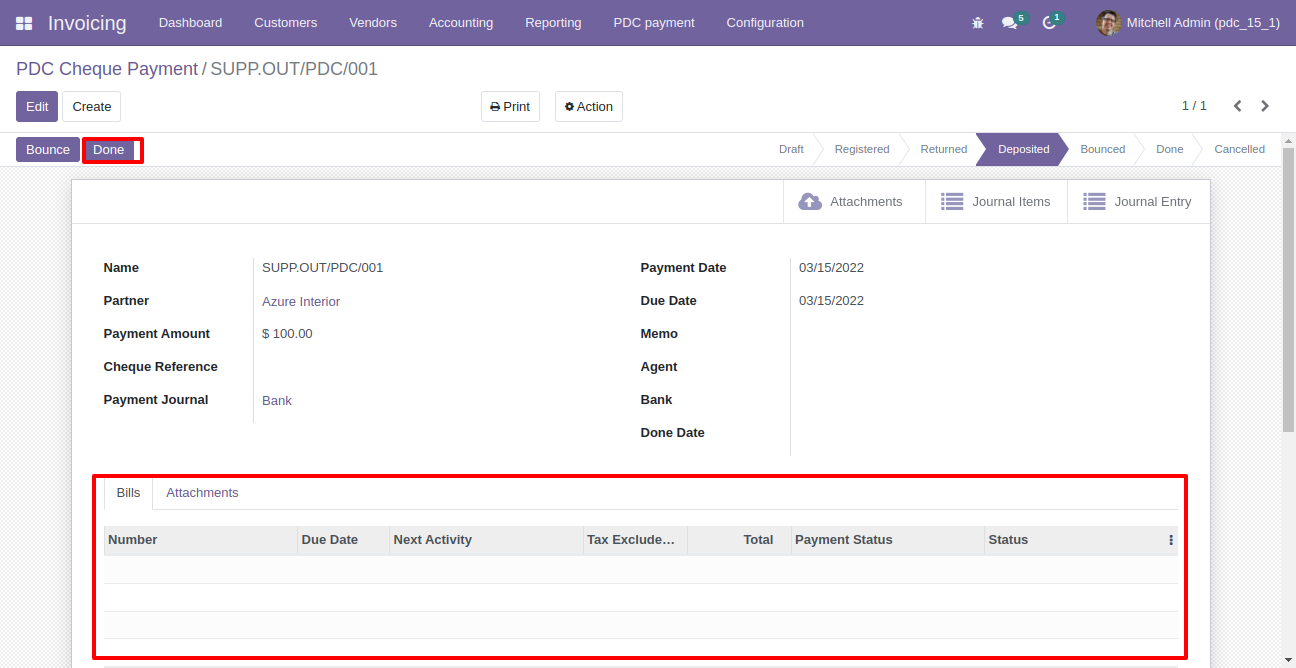 Invoicing Dashboard Customers Vendors Accounting Reporting PDC payment Configuration 5 1 Mitchell Admin (pdc_15_1)
PDC Cheque Payment / SUPP.OUT/PDC/001
Edit Create Print Action 1 / 1
Bounce Done Draft Registered Returned Deposited Bounced Done Cancelled
Attachments Journal Items Journal Entry
Name SUPP.OUT/PDC/001 Payment Date 03/15/2022
Partner Azure Interior Due Date 03/15/2022
Payment Amount $ 100.00 Memo
Cheque Reference Agent
Payment Journal Bank Bank
Done Date
Bills Attachments
Number Due Date Next Activity Tax Exclude... Total Payment Status Status